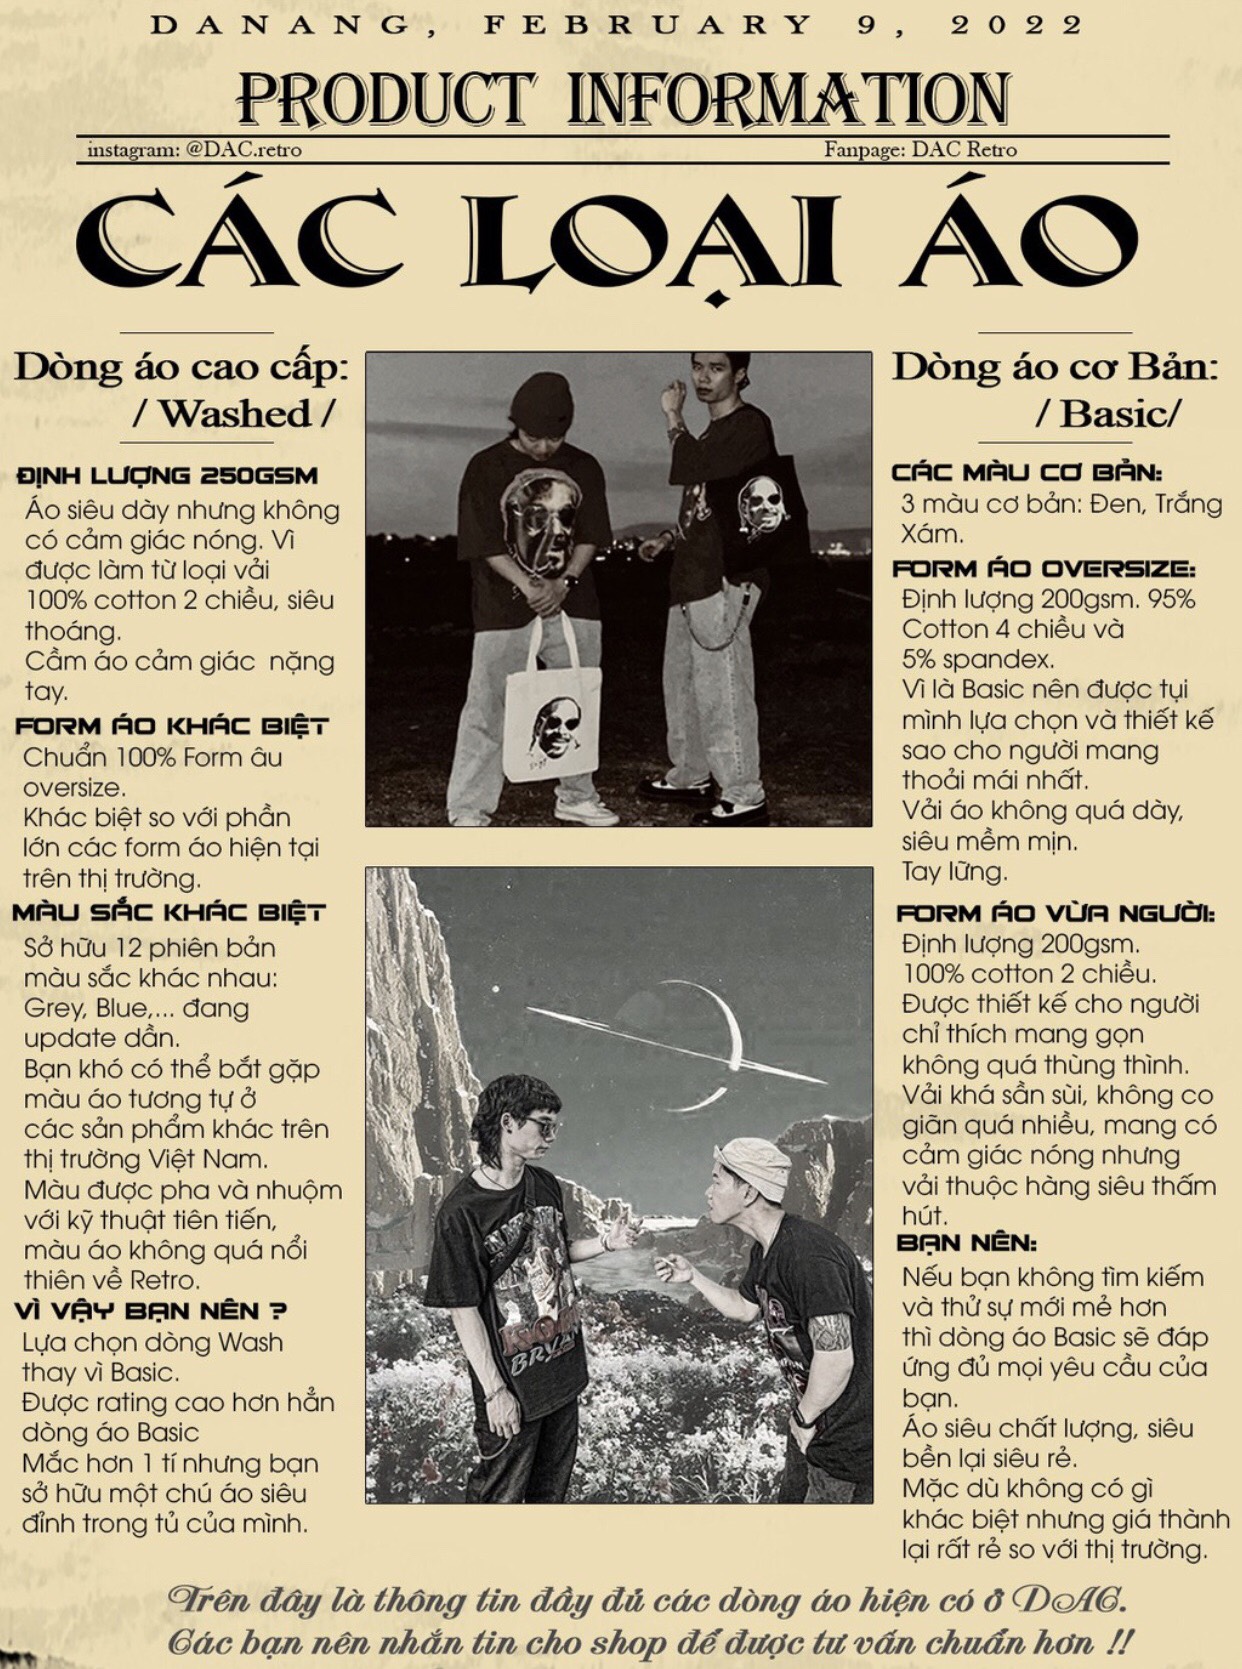 DANANG, FEBRUARY 9, 2022
PRODUCT INFORMATION
instagram: @DAC.retro
Fanpage: DAC Retro
CÁC LOẠI ÁO
Dòng áo cao cấp:
/ Washed /
ĐỊNH LƯỢNG 250GSM
Áo siêu dày nhưng không
có cảm giác nóng. Vì
được làm từ loại vải
100% cotton 2 chiều, siêu
thoáng.
Cầm áo cảm giác nặng
tay.
FORM ÁO KHÁC BIỆT
Chuẩn 100% Form âu
oversize.
Khác biệt so với phần
lớn các form áo hiện tại
trên thị trường.
MÀU SẮC KHÁC BIỆT
Sở hữu 12 phiên bản
màu sắc khác nhau:
Grey, Blue,... đang
update dần.
Bạn khó có thể bắt gặp
màu áo tương tự ở
các sản phẩm khác trên
thị trường Việt Nam.
Màu được pha và nhuộm
với kỹ thuật tiên tiến,
màu áo không quá nổi
thiên về Retro.
VÌ VẬY BẠN NÊN ?
Lựa chọn dòng Wash
thay vì Basic.
Được rating cao hơn hẳn
dòng áo Basic
Mắc hơn 1 tí nhưng bạn
sở hữu một chú áo siêu
đỉnh trong tủ của mình.
BRYANT
Dòng áo cơ Bản:
/ Basic/
CÁC MÀU CƠ BẢN:
3 màu cơ bản: Đen, Trắng
Xám.
FORM ÁO OVERSIZE:
Định lượng 200gsm. 95%
Cotton 4 chiều và
5% spandex.
Vì là Basic nên được tụi
mình lựa chọn và thiết kế
sao cho người mang
thoải mái nhất.
Vải áo không quá dày,
siêu mềm mịn.
Tay lững.
FORM ÁO VỪA NGƯỜI:
Định lượng 200gsm.
100% cotton 2 chiều.
Được thiết kế cho người
chỉ thích mang gọn
không quá thùng thình.
Vải khá sần sùi, không co
giãn quá nhiều, mang có
cảm giác nóng nhưng
vải thuộc hàng siêu thấm
hút.
BẠN NÊN:
Nếu bạn không tìm kiếm
và thử sự mới mẻ hơn
thì dòng áo Basic sẽ đáp
ứng đủ mọi yêu cầu của
bạn.
Áo siêu chất lượng, siêu
bền lại siêu rẻ.
Mặc dù không có gì
khác biệt nhưng giá thành
lại rất rẻ so với thị trường.
Trên đây là thông tin đầy đủ các dòng áo hiện có ở DAC.
Các bạn nên nhắn tin cho shop để được tư vấn chuẩn hơn !!